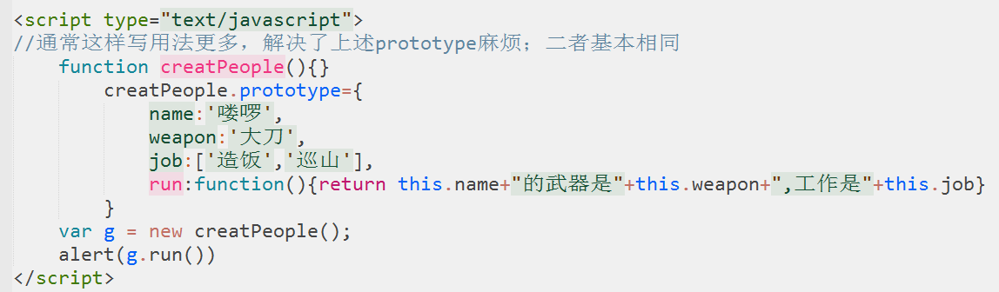 <script type="text/javascript">
//通常这样写用法更多，解决了上述prototype麻烦；二者基本相同
    function creatPeople(){}
        creatPeople.prototype={
            name:'喽啰',
            weapon:'大刀',
            job:['造饭','巡山'],
            run:function(){return this.name+"的武器是"+this.weapon+",工作是"+this.job}
        }
    var g = new creatPeople();
    alert(g.run())
</script>